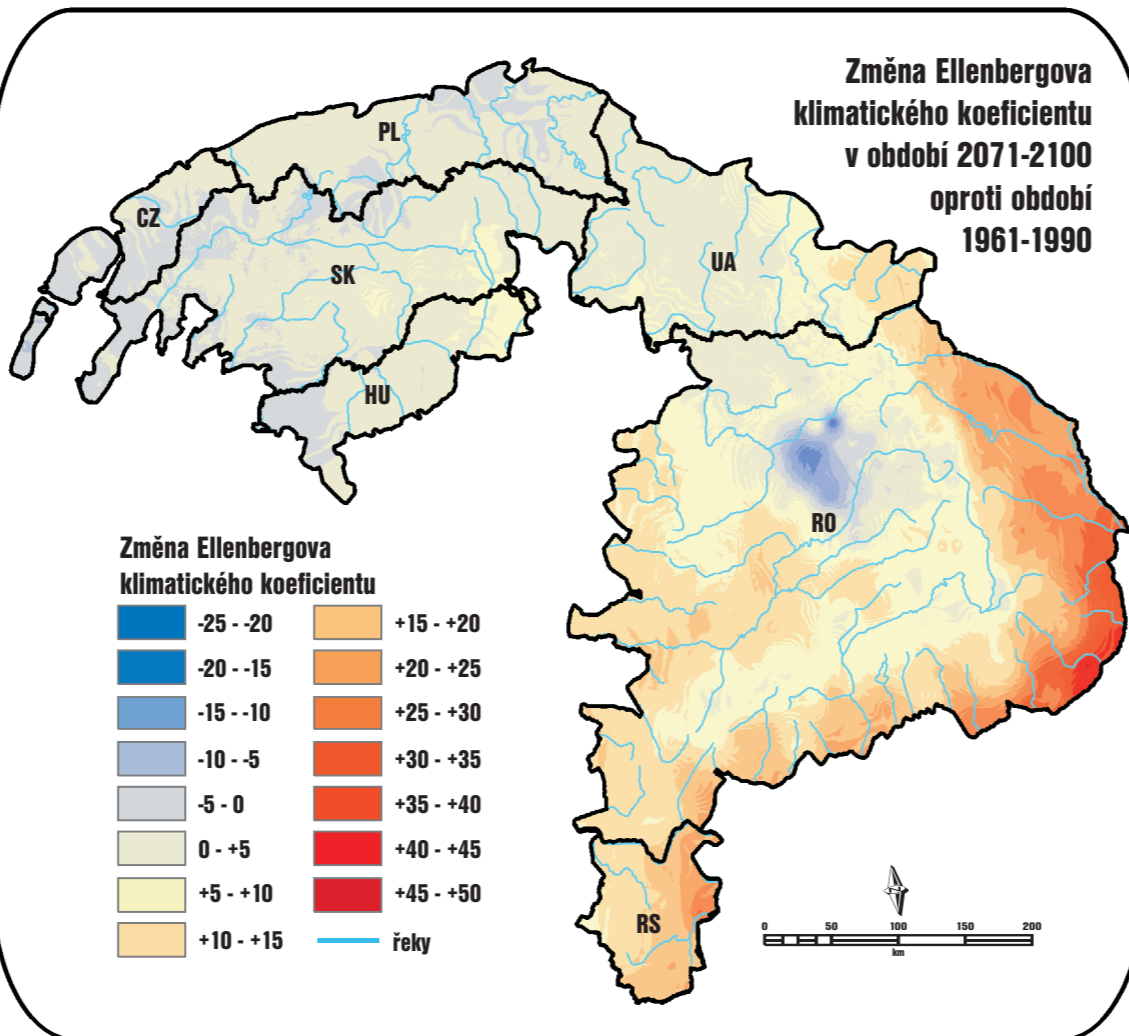 Změna Ellenbergova
klimatického koeficientu
v období 2071-2100
oproti období
1961-1990
PL
CZ
SK
UA
HU
RO
RS
Změna Ellenbergova
klimatického koeficientu
-25 - -20
-20 - -15
-15 - -10
-10 - -5
-5 - 0
0 - +5
+5 - +10
+10 - +15
+15 - +20
+20 - +25
+25 - +30
+30 - +35
+35 - +40
+40 - +45
+45 - +50
řeky
0 50 100 150 200
km